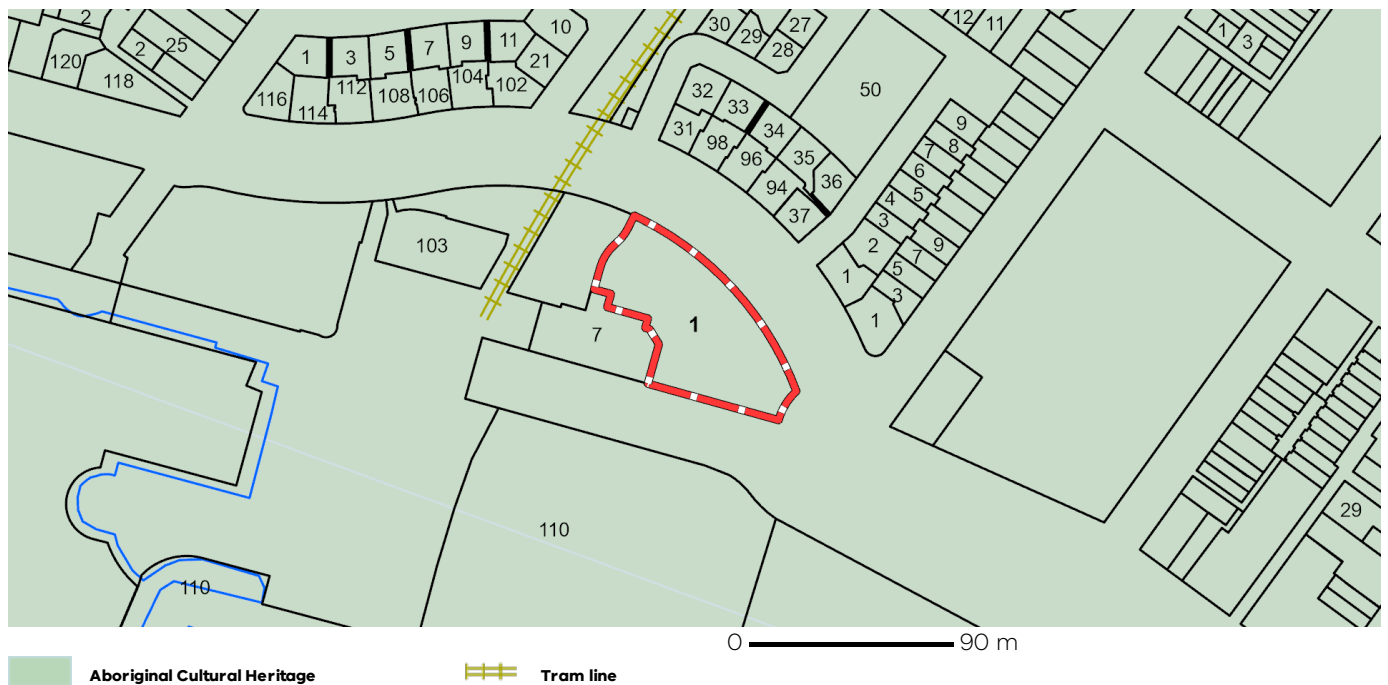 2 10 30 27 12 11 1 3
120 2 25 1 3 5 7 9 11 21 29 28
118 116 114 112 108 106 104 102 32 33 34 50
31 98 96 35 36 9
94 37 7 8
6 5
4 3
103 2 9
7
1 5
3
7 1 1
29
110
110
0 90 m
Aboriginal Cultural Heritage Tram line